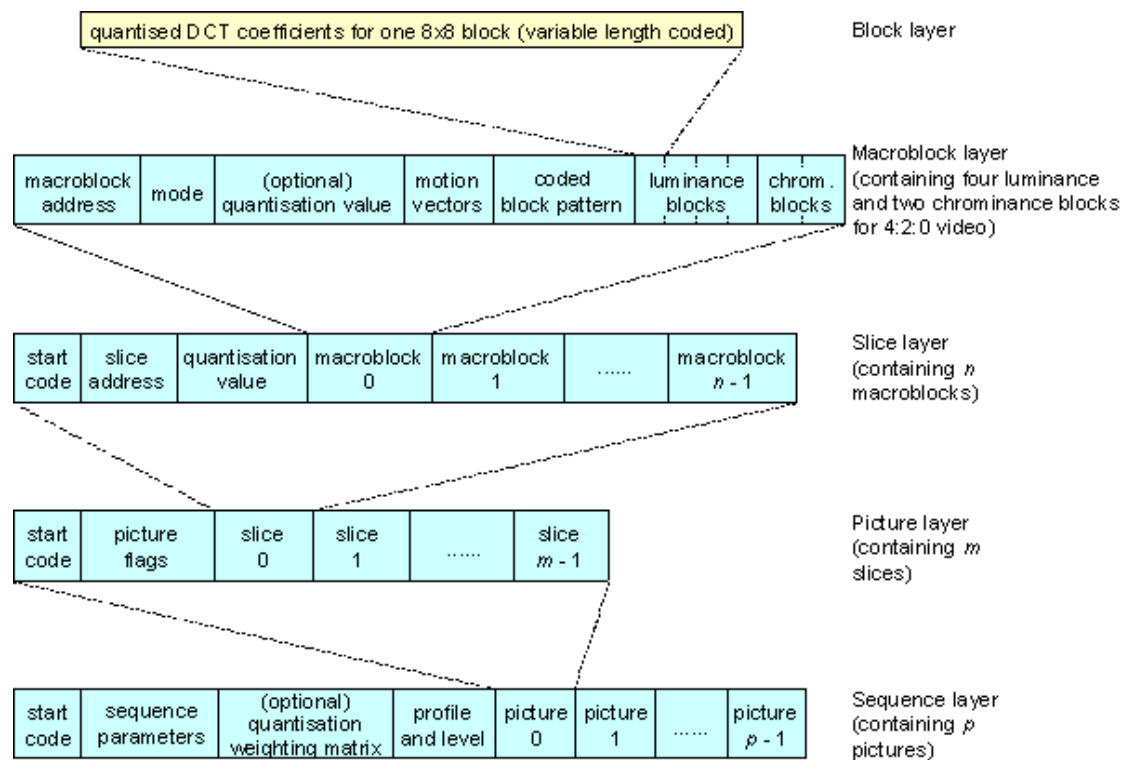 quantised DCT coefficients for one 8x8 block (variable length coded)
Block layer
macroblock
address
mode
(optional)
quantisation value
motion
vectors
coded
block pattern
luminance
blocks
chrom.
blocks
Macroblock layer
(containing four luminance
and two chrominance blocks
for 4:2:0 video)
start
code
slice
address
quantisation
value
macroblock
0
macroblock
1
......
macroblock
n - 1
Slice layer
(containing n
macroblocks)
start
code
picture
flags
slice
0
slice
1
......
slice
m - 1
Picture layer
(containing m
slices)
start
code
sequence
parameters
(optional)
quantisation
weighting matrix
profile
and level
picture
0
picture
1
......
picture
p - 1
Sequence layer
(containing p
pictures)